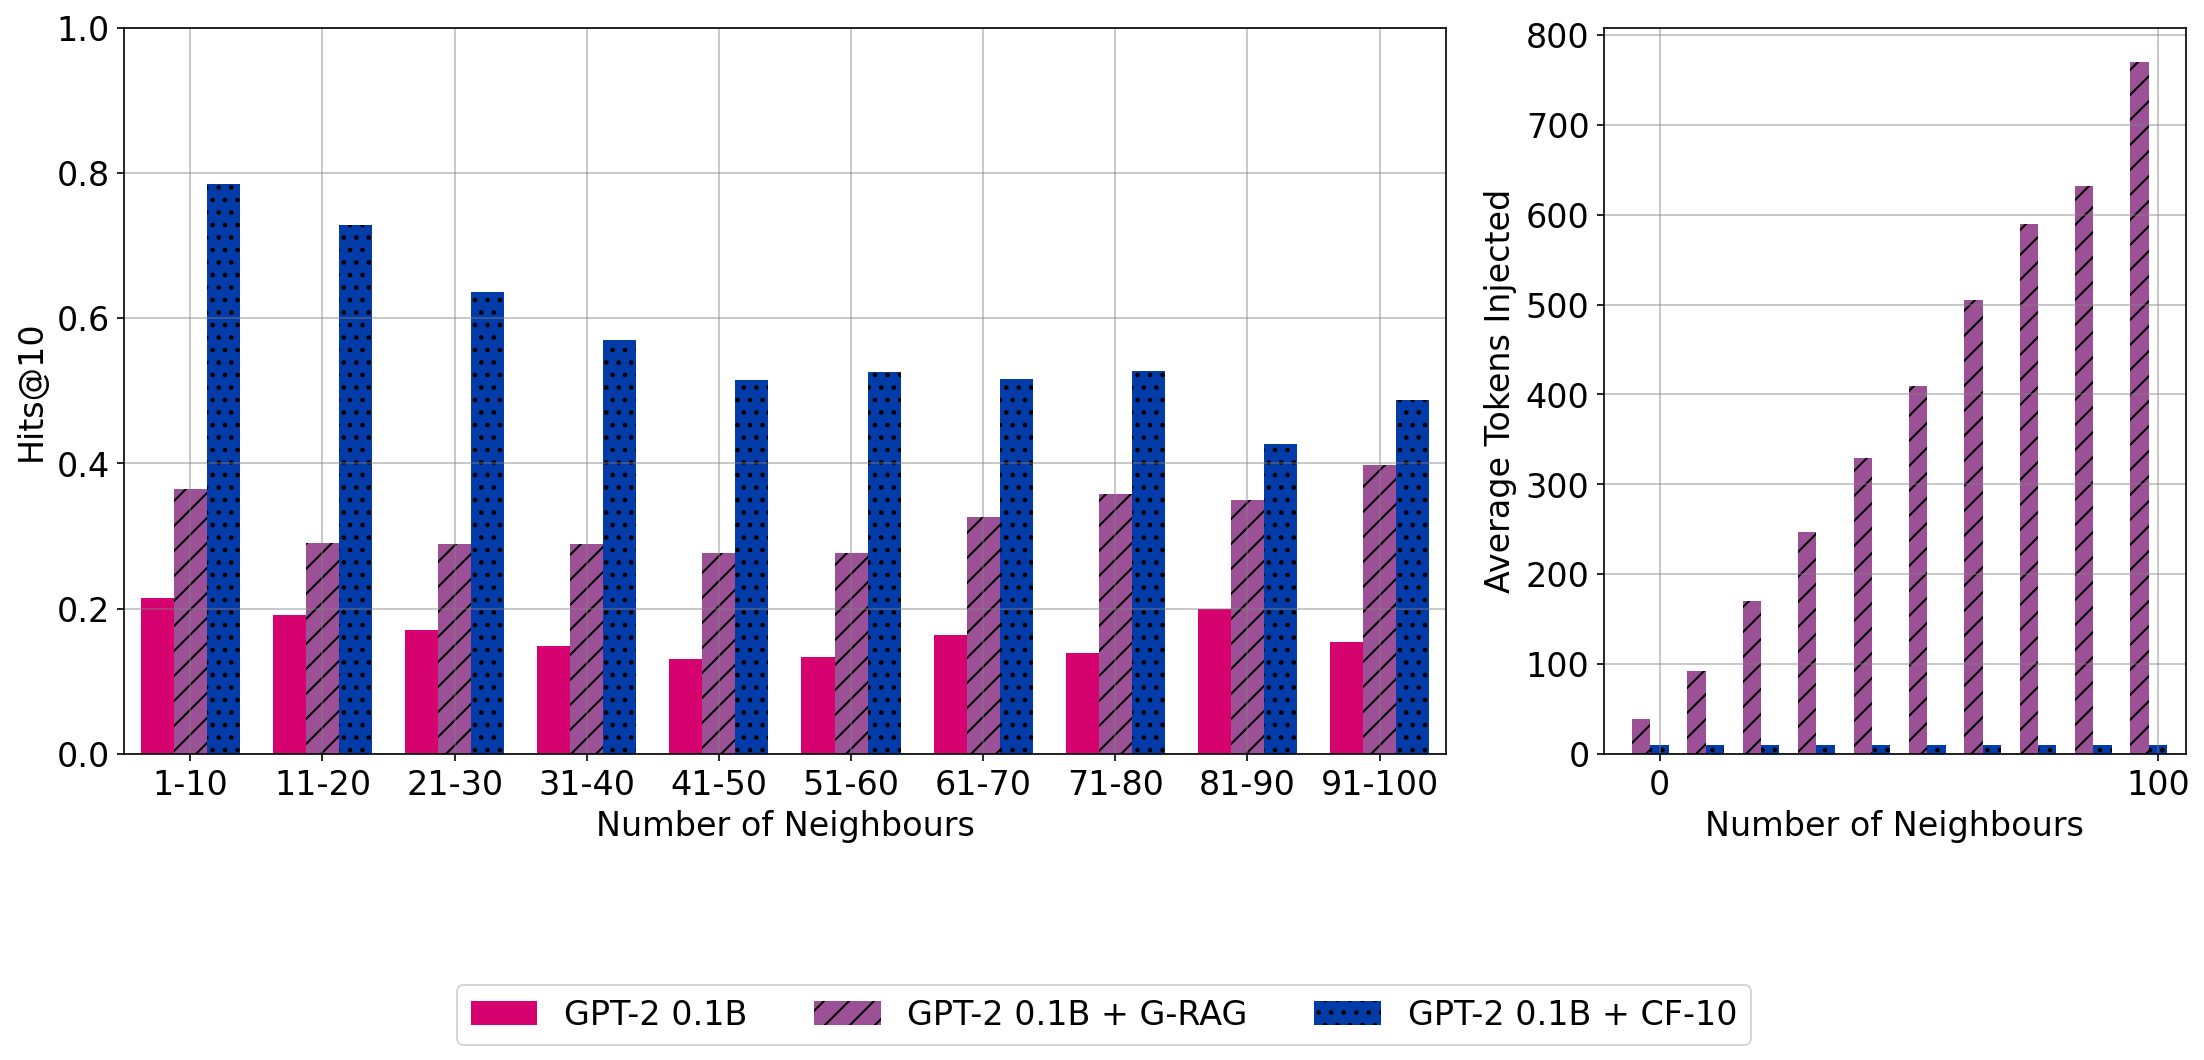 1.0
0.8
0.6
0.4
0.2
0.0
Hits@10
1-10 11-20 21-30 31-40 41-50 51-60 61-70 71-80 81-90 91-100
Number of Neighbours
800
700
600
500
400
300
200
100
0
Average Tokens Injected
0 100
Number of Neighbours
GPT-2 0.1B GPT-2 0.1B + G-RAG GPT-2 0.1B + CF-10